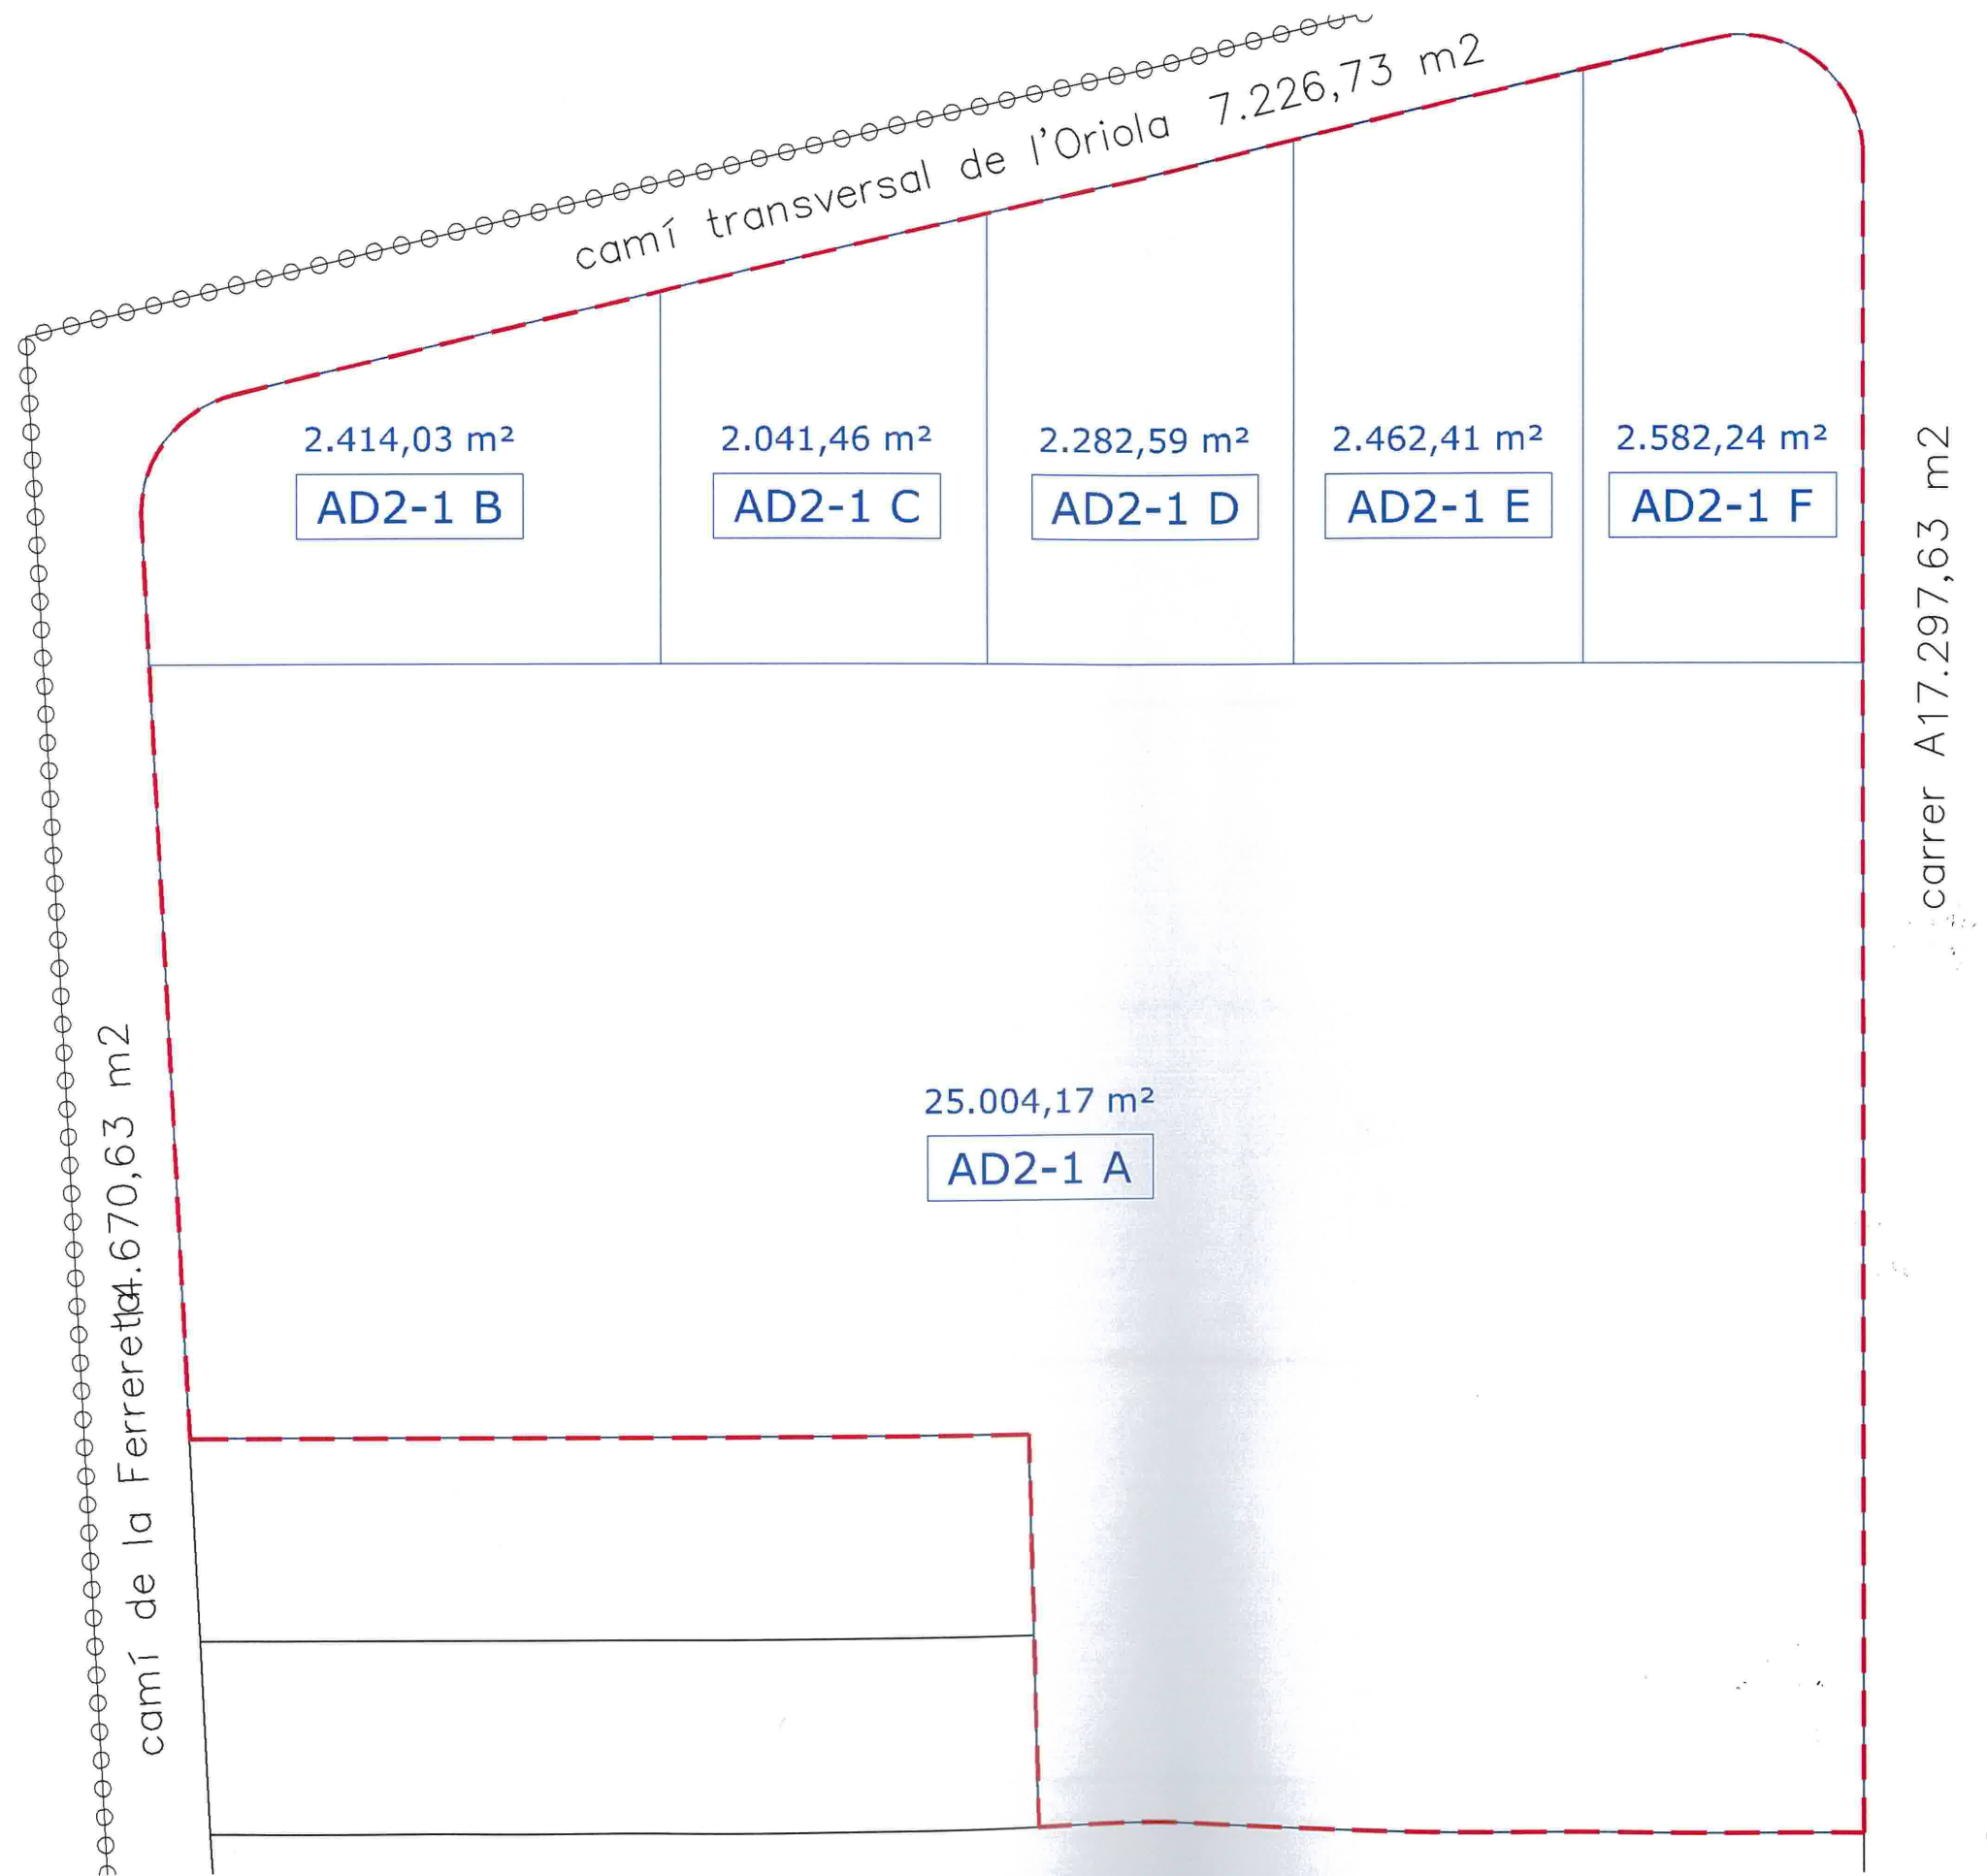 camí transversal de l'Oriola 7.226,73 m2
2.414,03 m²
AD2-1 B
2.041,46 m²
AD2-1 C
2.282,59 m²
AD2-1 D
2.462,41 m²
AD2-1 E
2.582,24 m²
AD2-1 F
carrer A17.297,63 m2
25.004,17 m²
AD2-1 A
camí de la Ferrereta 4.670,63 m2